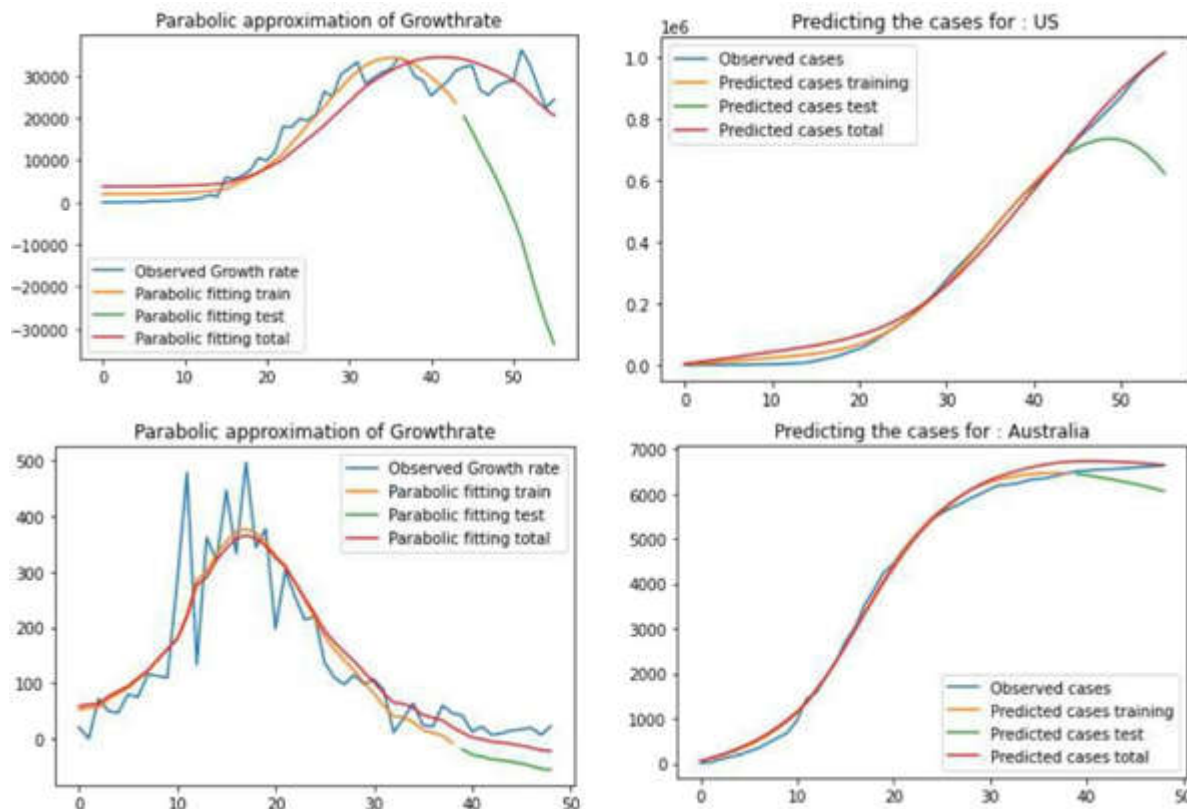 Parabolic approximation of Growthrate
30000
20000
10000
0
−10000
−20000
−30000
Observed Growth rate
Parabolic fitting train
Parabolic fitting test
Parabolic fitting total
0 10 20 30 40 50
Predicting the cases for : US
1e6
1.0
0.8
0.6
0.4
0.2
0.0
Observed cases
Predicted cases training
Predicted cases test
Predicted cases total
0 10 20 30 40 50
Parabolic approximation of Growthrate
500
400
300
200
100
0
Observed Growth rate
Parabolic fitting train
Parabolic fitting test
Parabolic fitting total
0 10 20 30 40 50
Predicting the cases for : Australia
7000
6000
5000
4000
3000
2000
1000
0
Observed cases
Predicted cases training
Predicted cases test
Predicted cases total
0 10 20 30 40 50